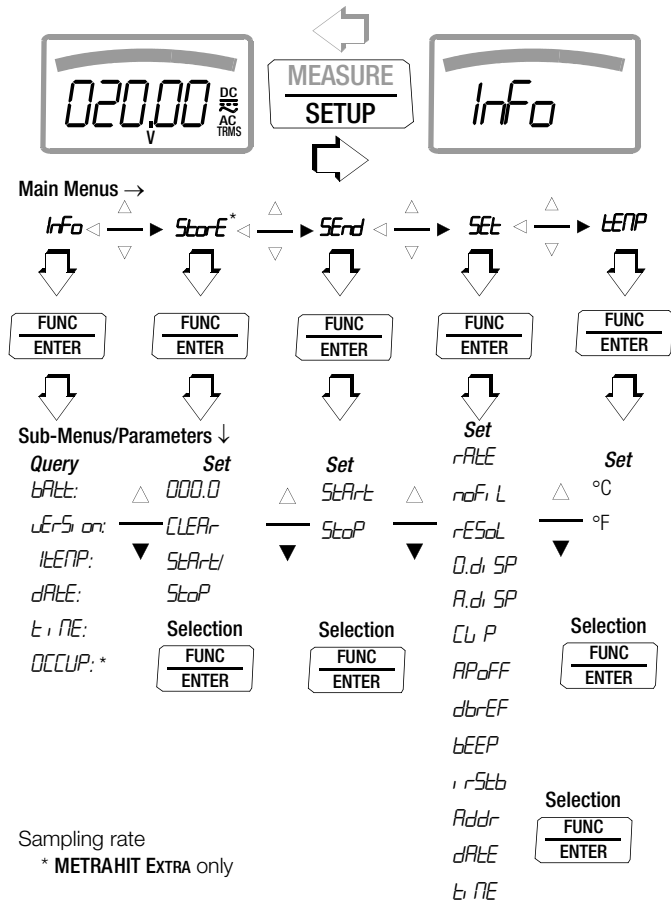 020.00 V DC AC TRMS
MEASURE
SETUP
InFo
Main Menus →
InFo StorE* SEnd SEt tEMP
FUNC ENTER FUNC ENTER FUNC ENTER FUNC ENTER FUNC ENTER
Sub-Menus/Parameters ↓
Query
bAtt:
vErSion:
ItEMP:
dAtE:
tiME:
OCCUP: *
Set
000.0
CLEAr
StArt/
StoP
Selection
FUNC
ENTER
Set
StArt
StoP
Selection
FUNC
ENTER
Set
rAtE
noFiL
rESoL
0.diSP
A.diSP
CLiP
APoFF
dbrEF
bEEP
irStb
Addr
dAtE
tiME
Set
°C
°F
Selection
FUNC
ENTER
Selection
FUNC
ENTER
Sampling rate
* METRAHIT EXTRA only